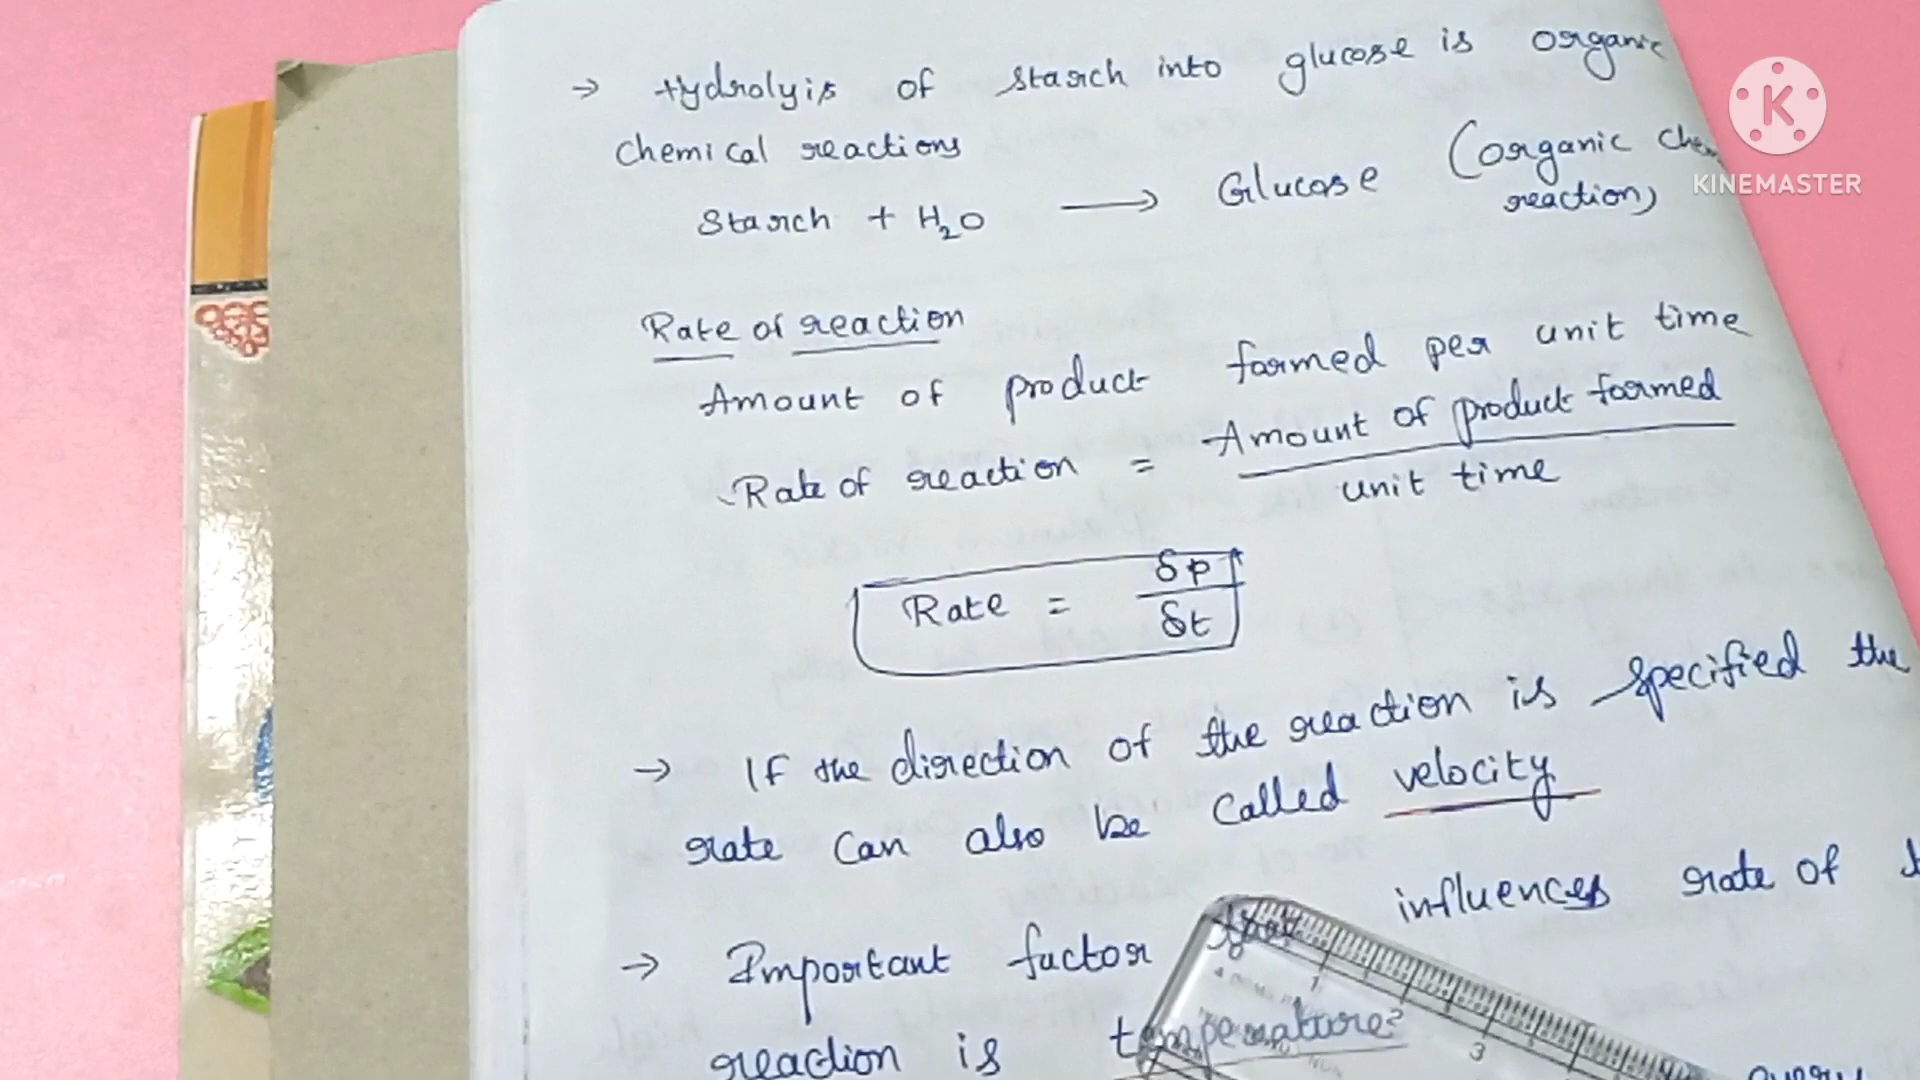 → Hydrolyis of starch into glucose is organic
chemical reactions
Starch + H₂O ⟶ Glucose (organic
reaction)
Rate of reaction
Amount of product formed per unit time
Rate of reaction = Amount of product formed
unit time
Rate = δp
δt
→ If the direction of the reaction is specified the
rate can also be called velocity
→ Important factor that influences rate of
reaction is temperature
1
3
K
KINEMASTER